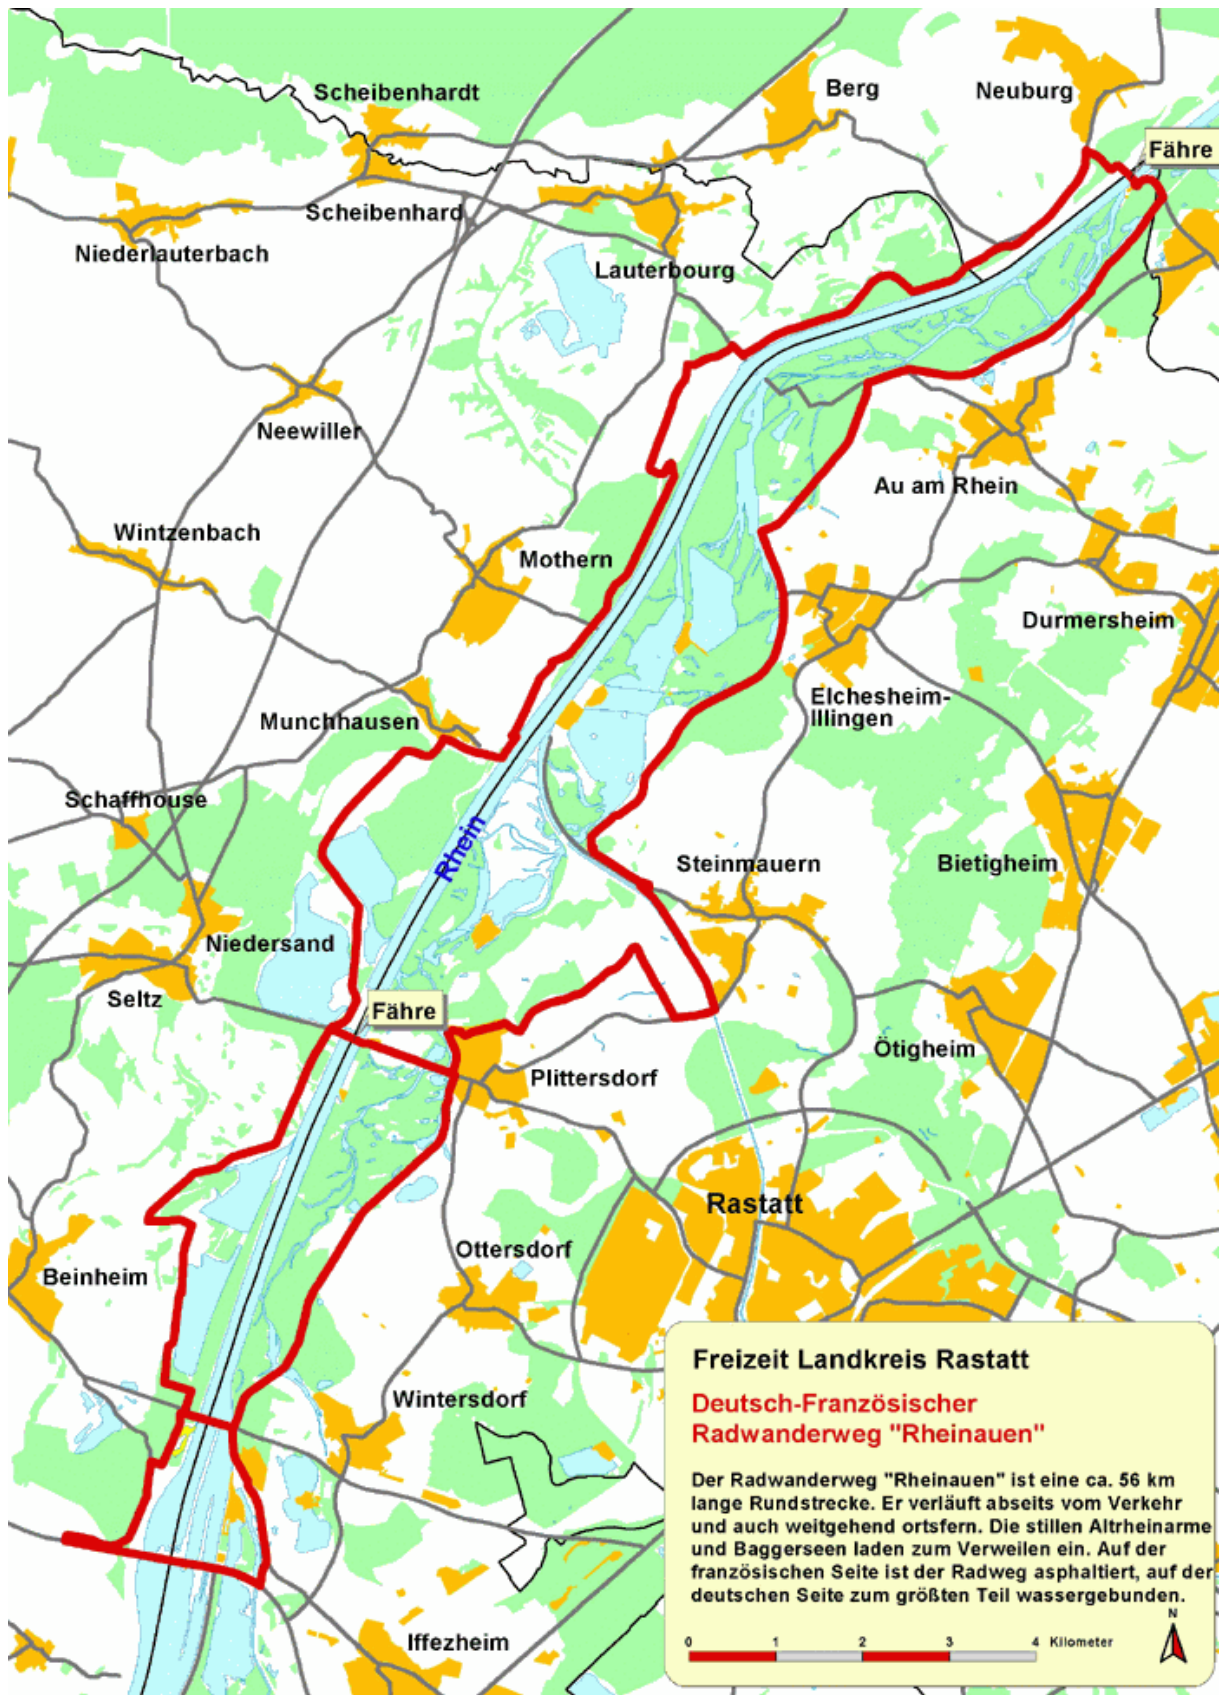 Scheibenhardt
Berg
Neuburg
Fähre
Scheibenhard
Niederlauterbach
Lauterbourg
Neewiller
Au am Rhein
Wintzenbach
Mothern
Durmersheim
Elchesheim-
Illingen
Munchhausen
Schaffhouse
Rhein
Steinmauern
Bietigheim
Niedersand
Seltz
Fähre
Ötigheim
Plittersdorf
Rastatt
Ottersdorf
Beinheim
Wintersdorf
Iffezheim
Freizeit Landkreis Rastatt
Deutsch-Französischer
Radwanderweg "Rheinauen"
Der Radwanderweg "Rheinauen" ist eine ca. 56 km
lange Rundstrecke. Er verläuft abseits vom Verkehr
und auch weitgehend ortsfern. Die stillen Altrheinarme
und Baggerseen laden zum Verweilen ein. Auf der
französischen Seite ist der Radweg asphaltiert, auf der
deutschen Seite zum größten Teil wassergebunden.
N
0 1 2 3 4 Kilometer